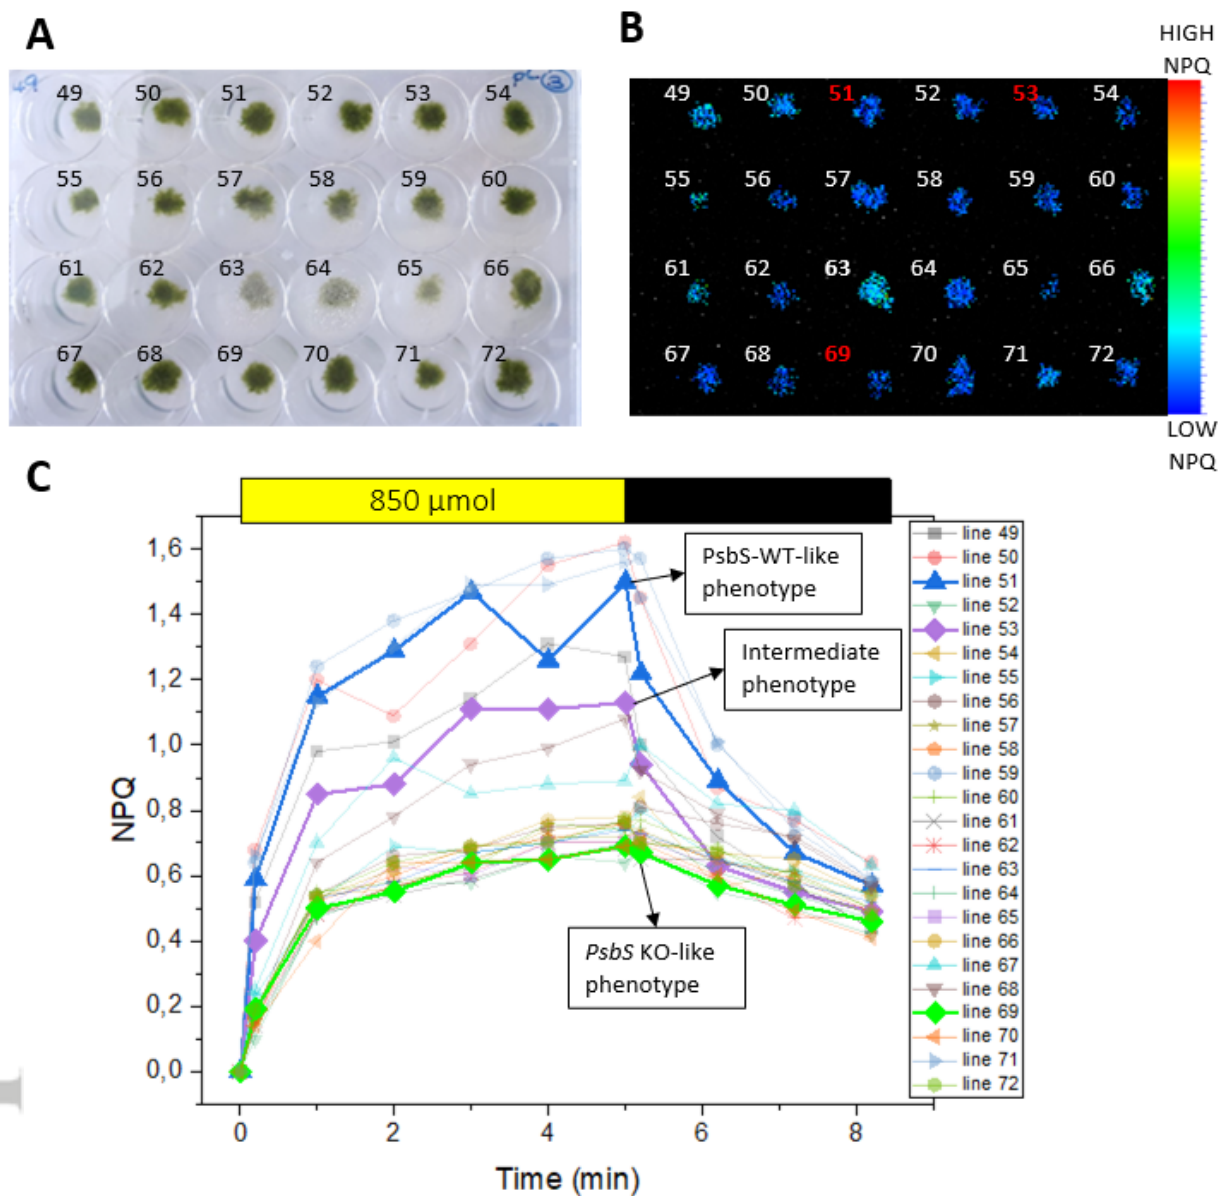 A
B
HIGH
NPQ
49
PL ③
49 50 51 52 53 54
55 56 57 58 59 60
61 62 63 64 65 66
67 68 69 70 71 72
49 50 51 52 53 54
55 56 57 58 59 60
61 62 63 64 65 66
67 68 69 70 71 72
LOW
NPQ
C
850 µmol
PsbS-WT-like
phenotype
Intermediate
phenotype
PsbS KO-like
phenotype
NPQ
1,6
1,4
1,2
1,0
0,8
0,6
0,4
0,2
0,0
0 2 4 6 8
Time (min)
line 49
line 50
line 51
line 52
line 53
line 54
line 55
line 56
line 57
line 58
line 59
line 60
line 61
line 62
line 63
line 64
line 65
line 66
line 67
line 68
line 69
line 70
line 71
line 72